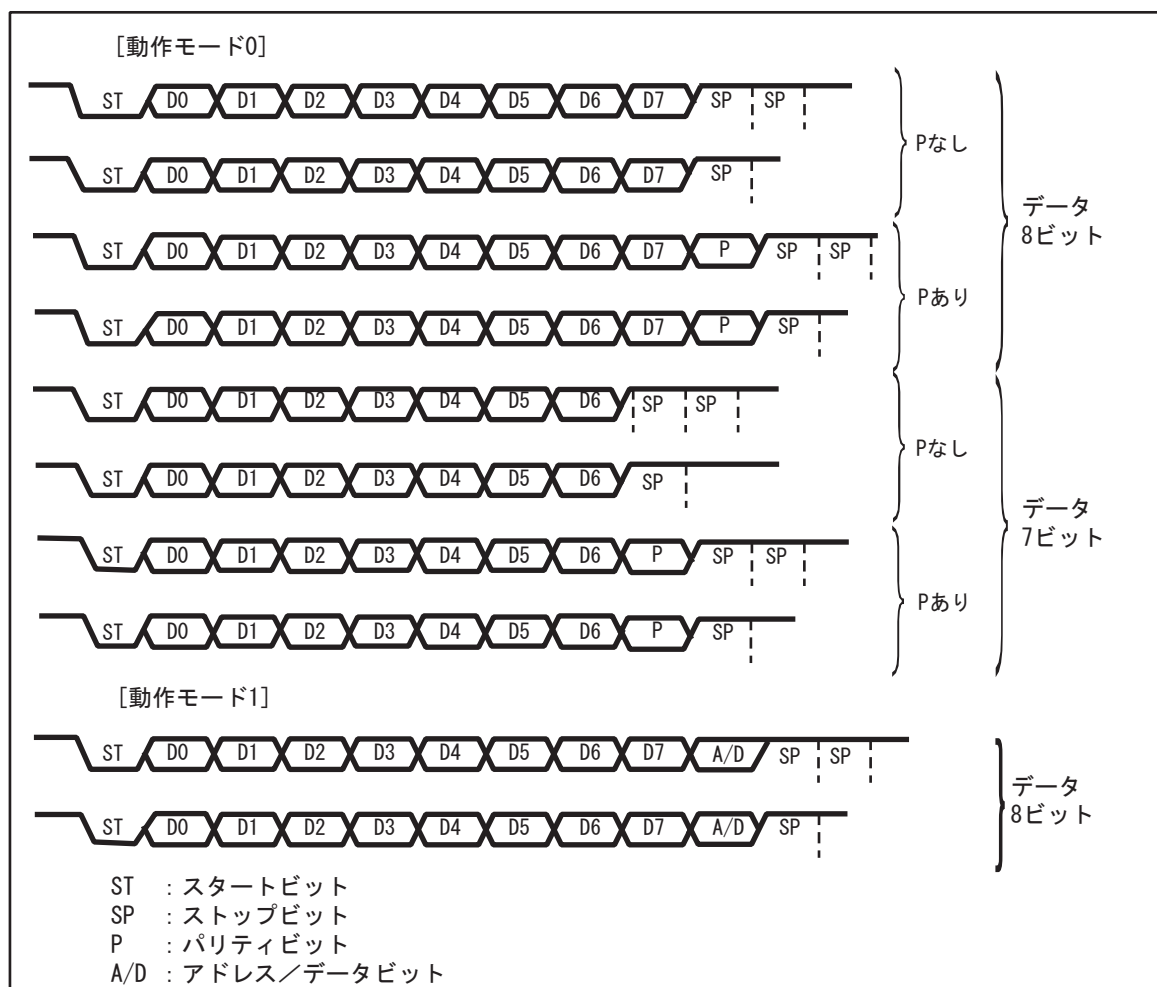 [動作モード0]
ST D0 D1 D2 D3 D4 D5 D6 D7 SP SP
ST D0 D1 D2 D3 D4 D5 D6 D7 SP
Pなし
ST D0 D1 D2 D3 D4 D5 D6 D7 P SP SP
ST D0 D1 D2 D3 D4 D5 D6 D7 P SP
Pあり
データ
8ビット
ST D0 D1 D2 D3 D4 D5 D6 SP SP
ST D0 D1 D2 D3 D4 D5 D6 SP
Pなし
ST D0 D1 D2 D3 D4 D5 D6 P SP SP
ST D0 D1 D2 D3 D4 D5 D6 P SP
Pあり
データ
7ビット
[動作モード1]
ST D0 D1 D2 D3 D4 D5 D6 D7 A/D SP SP
ST D0 D1 D2 D3 D4 D5 D6 D7 A/D SP
データ
8ビット
ST :スタートビット
SP :ストップビット
P :パリティビット
A/D :アドレス/データビット